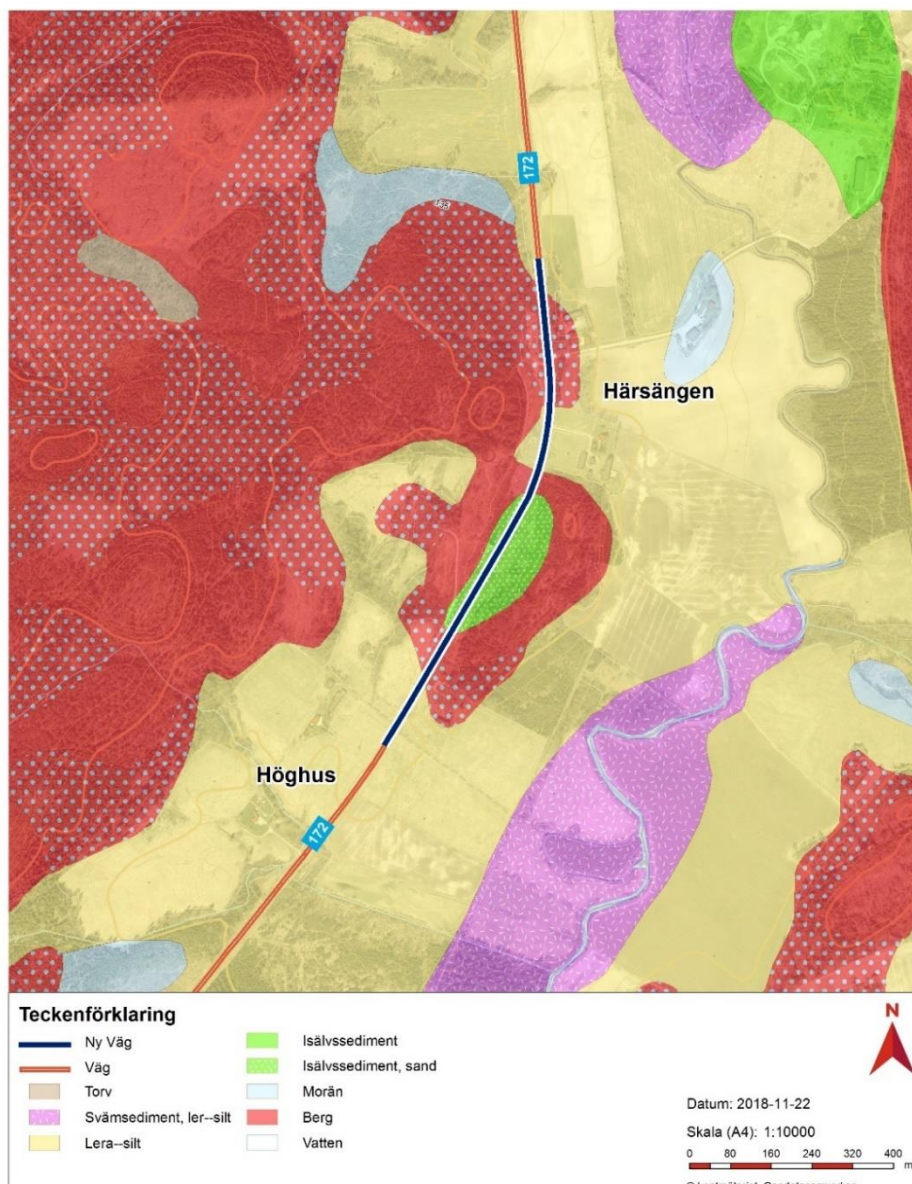 172
Härsängen
Höghus
172
Teckenförklaring
Ny Väg
Väg
Torv
Svämsediment, ler--silt
Lera--silt
Isälvssediment
Isälvssediment, sand
Morän
Berg
Vatten
N
Datum: 2018-11-22
Skala (A4): 1:10000
0 80 160 240 320 400
m